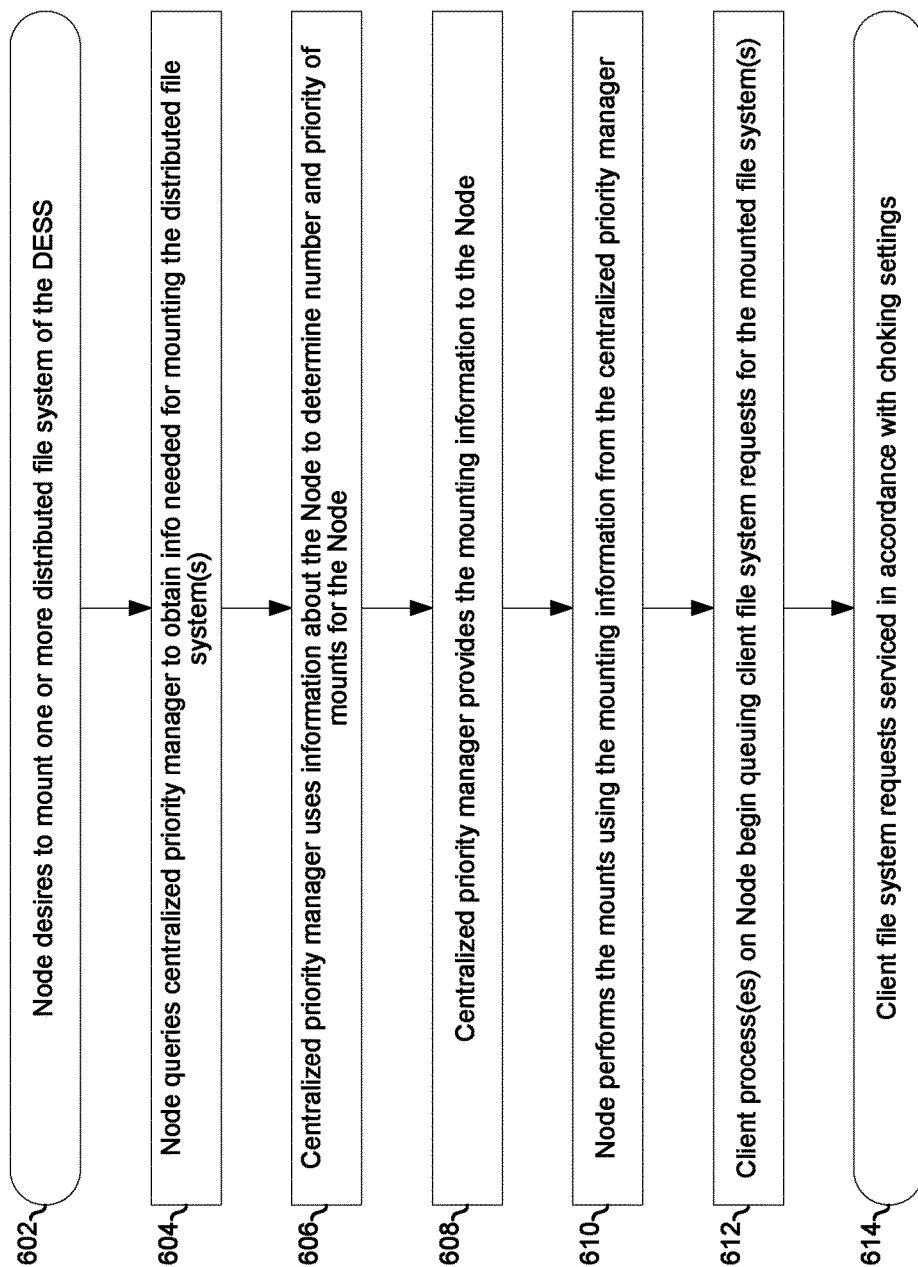 602
Node desires to mount one or more distributed file system of the DESS
604
Node queries centralized priority manager to obtain info needed for mounting the distributed file
system(s)
606
Centralized priority manager uses information about the Node to determine number and priority of
mounts for the Node
608
Centralized priority manager provides the mounting information to the Node
610
Node performs the mounts using the mounting information from the centralized priority manager
612
Client process(es) on Node begin queuing client file system requests for the mounted file system(s)
614
Client file system requests serviced in accordance with choking settings